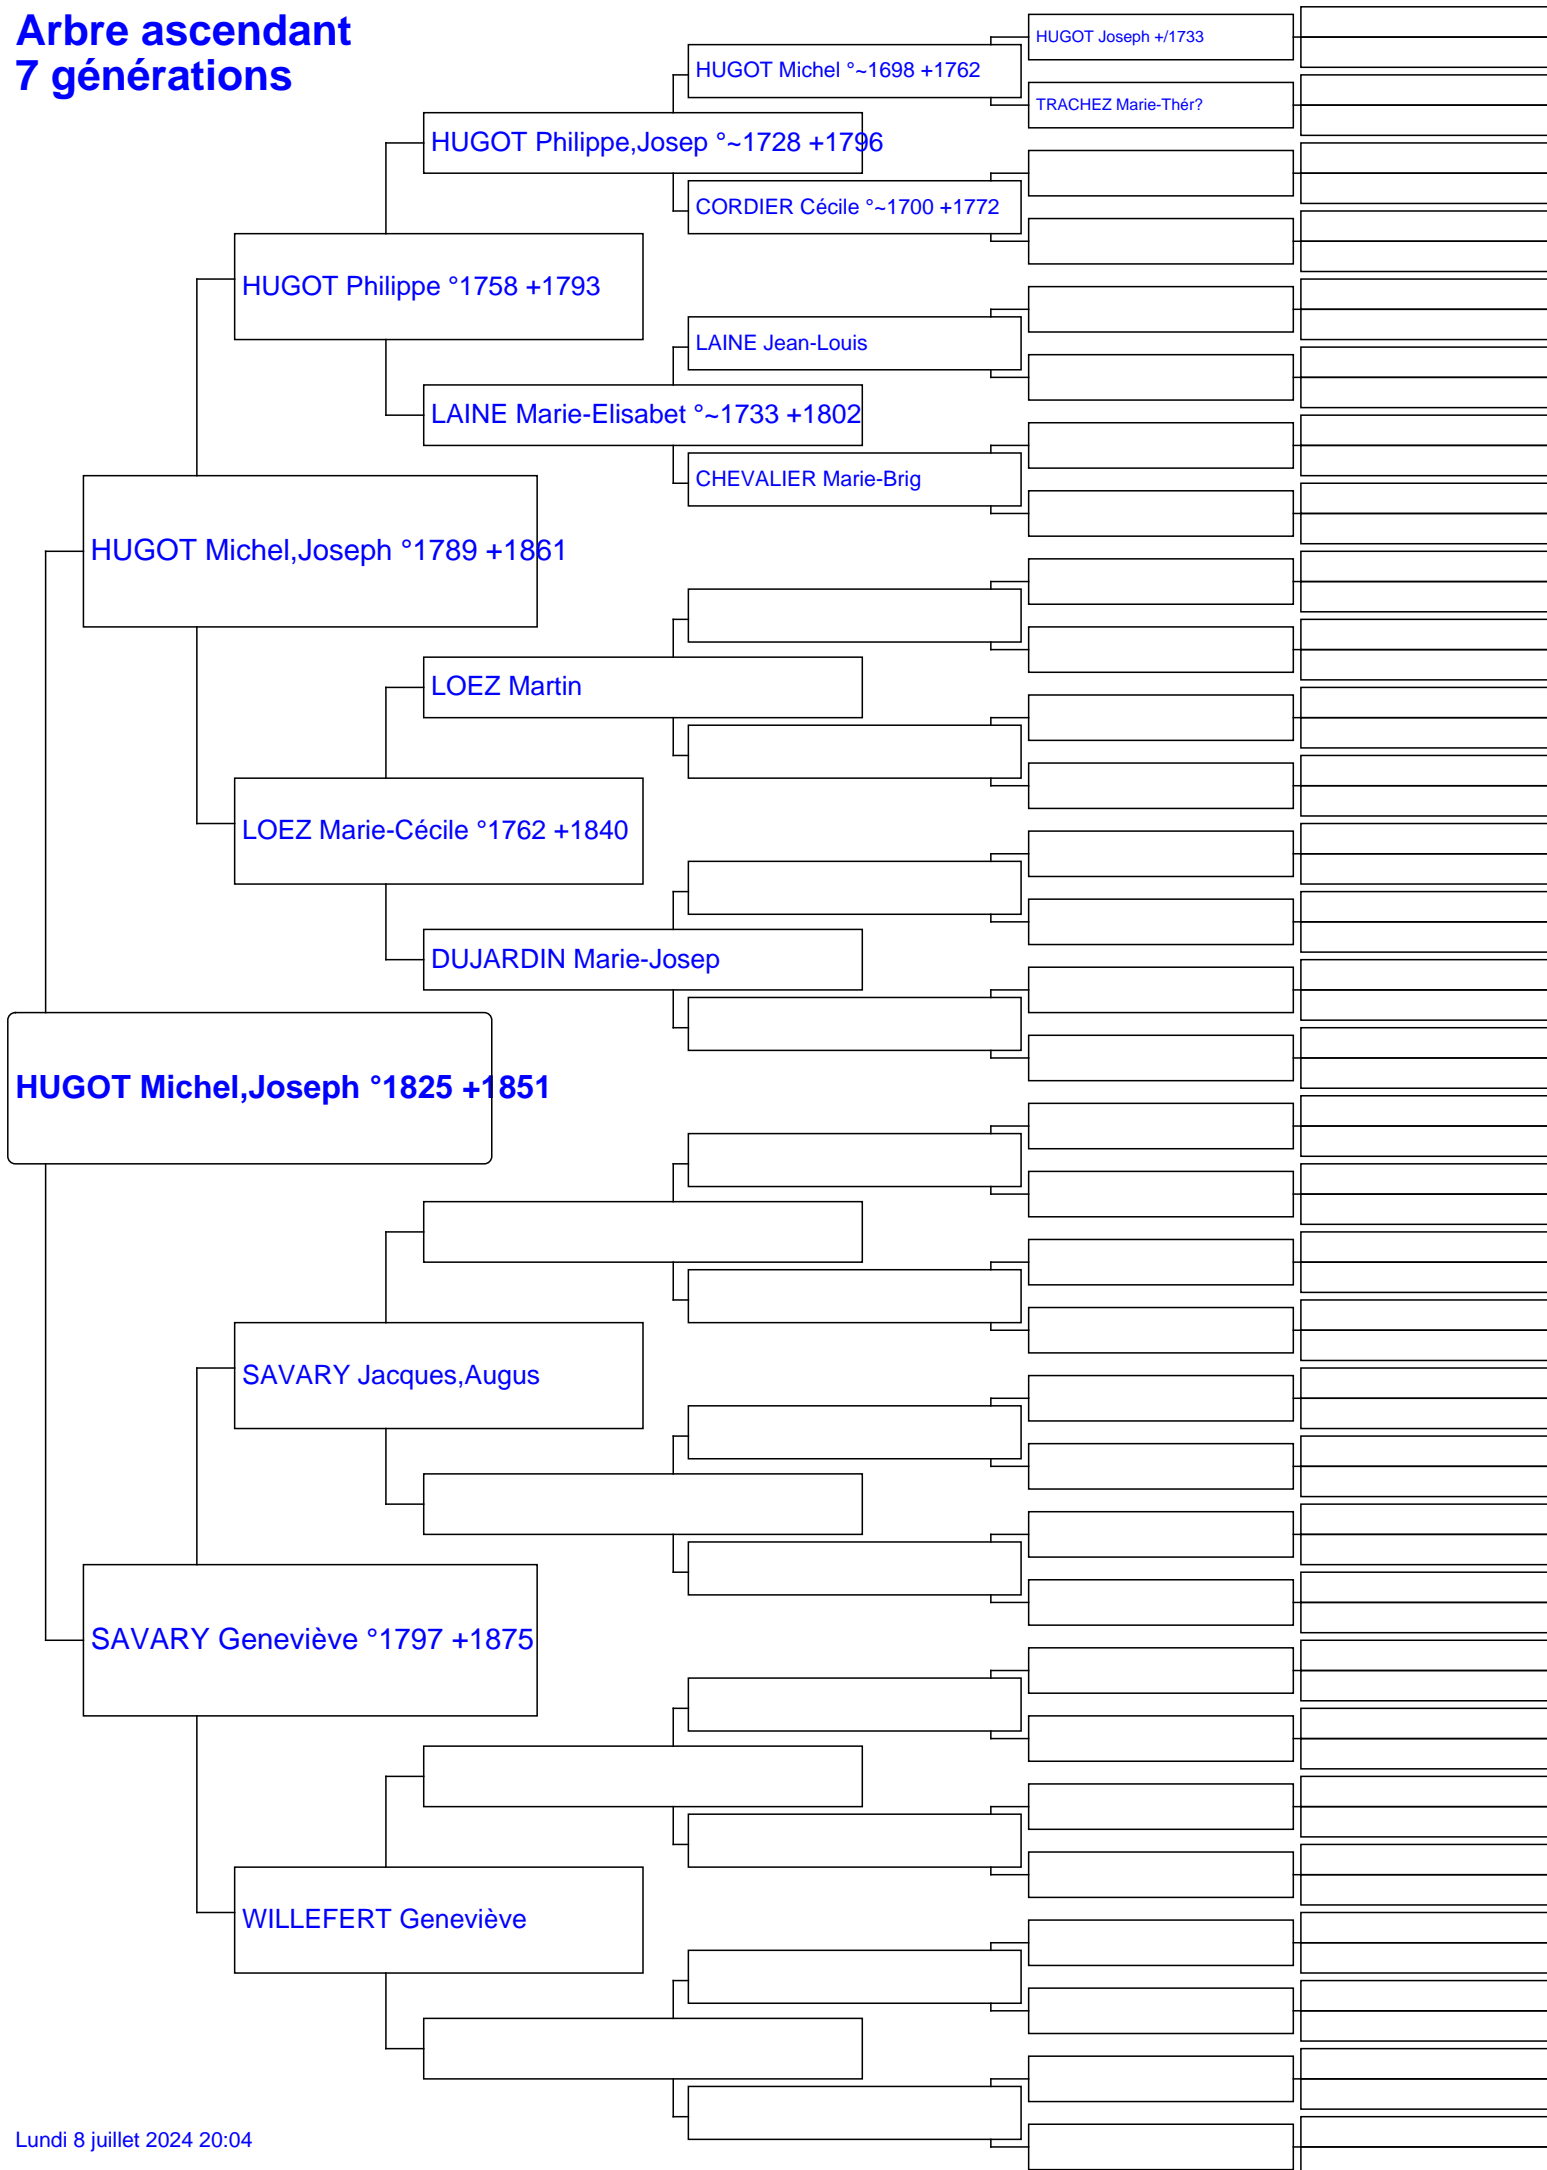 Arbre ascendant
7 générations
HUGOT Joseph +/1733
HUGOT Michel °~1698 +1762
TRACHEZ Marie-Thér?
HUGOT Philippe,Josep °~1728 +1796
CORDIER Cécile °~1700 +1772
HUGOT Philippe °1758 +1793
LAINE Jean-Louis
LAINE Marie-Elisabet °~1733 +1802
CHEVALIER Marie-Brig
HUGOT Michel,Joseph °1789 +1861
LOEZ Martin
LOEZ Marie-Cécile °1762 +1840
DUJARDIN Marie-Josep
HUGOT Michel,Joseph °1825 +1851
SAVARY Jacques,Augus
SAVARY Geneviève °1797 +1875
WILLEFERT Geneviève
Lundi 8 juillet 2024 20:04